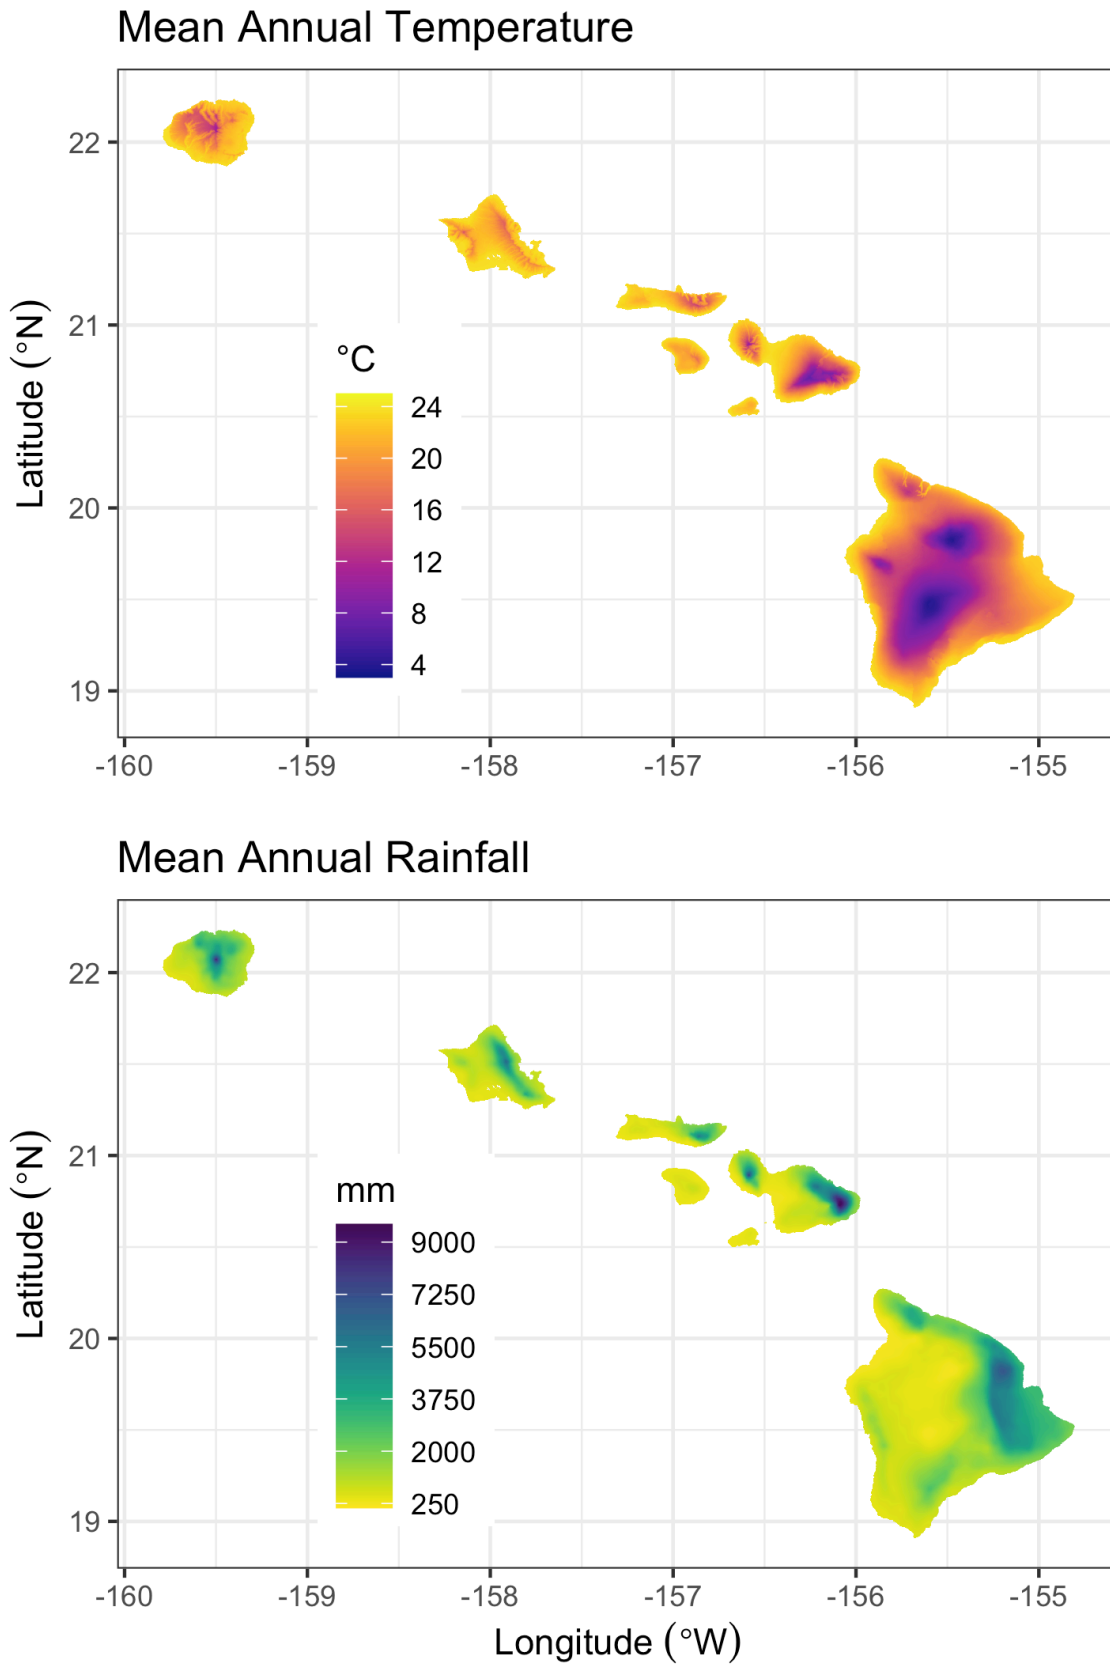 Mean Annual Temperature
Latitude (°N)
22
21
20
19
°C
24
20
16
12
8
4
-160 -159 -158 -157 -156 -155
Mean Annual Rainfall
Latitude (°N)
22
21
20
19
mm
9000
7250
5500
3750
2000
250
-160 -159 -158 -157 -156 -155
Longitude (°W)